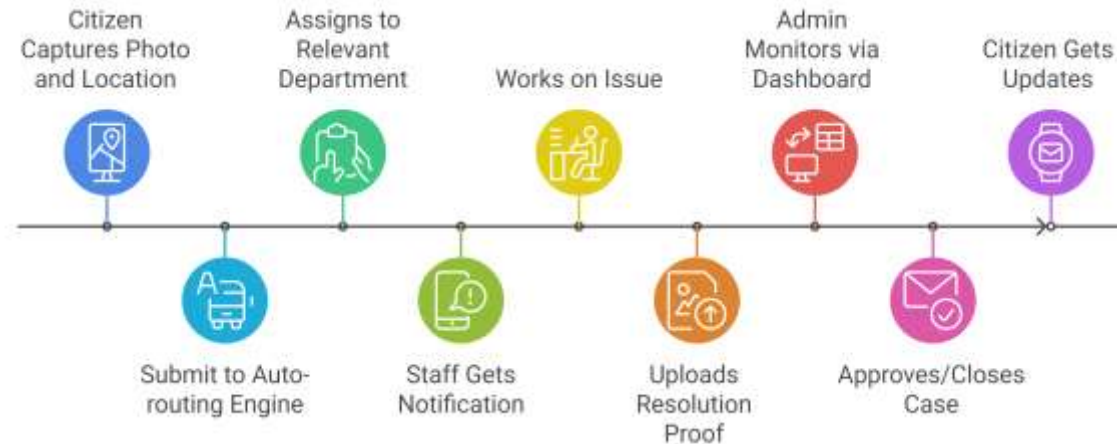 Citizen
Captures Photo
and Location
Submit to Auto-
routing Engine
Assigns to
Relevant
Department
Staff Gets
Notification
Works on Issue
Uploads
Resolution
Proof
Admin
Monitors via
Dashboard
Approves/Closes
Case
Citizen Gets
Updates
A